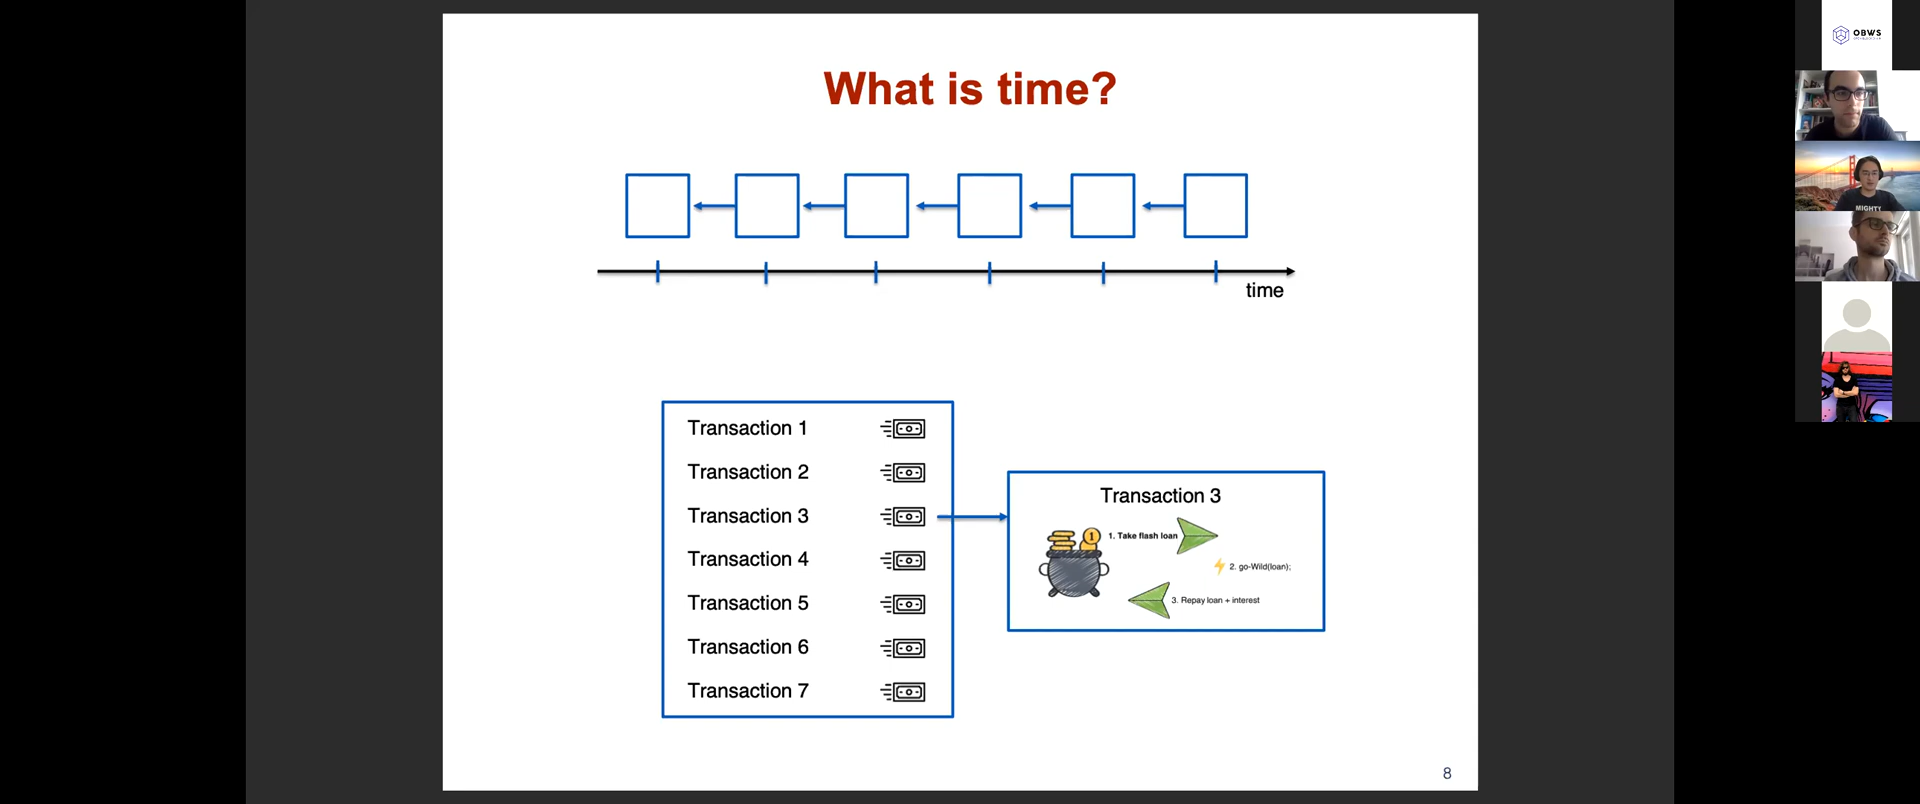 What is time?
time
Transaction 1
Transaction 2
Transaction 3
Transaction 4
Transaction 5
Transaction 6
Transaction 7
Transaction 3
1
1. Take flash loan
2. go-Wild(loan);
3. Repay loan + interest
8
OBWS
MIGHTY